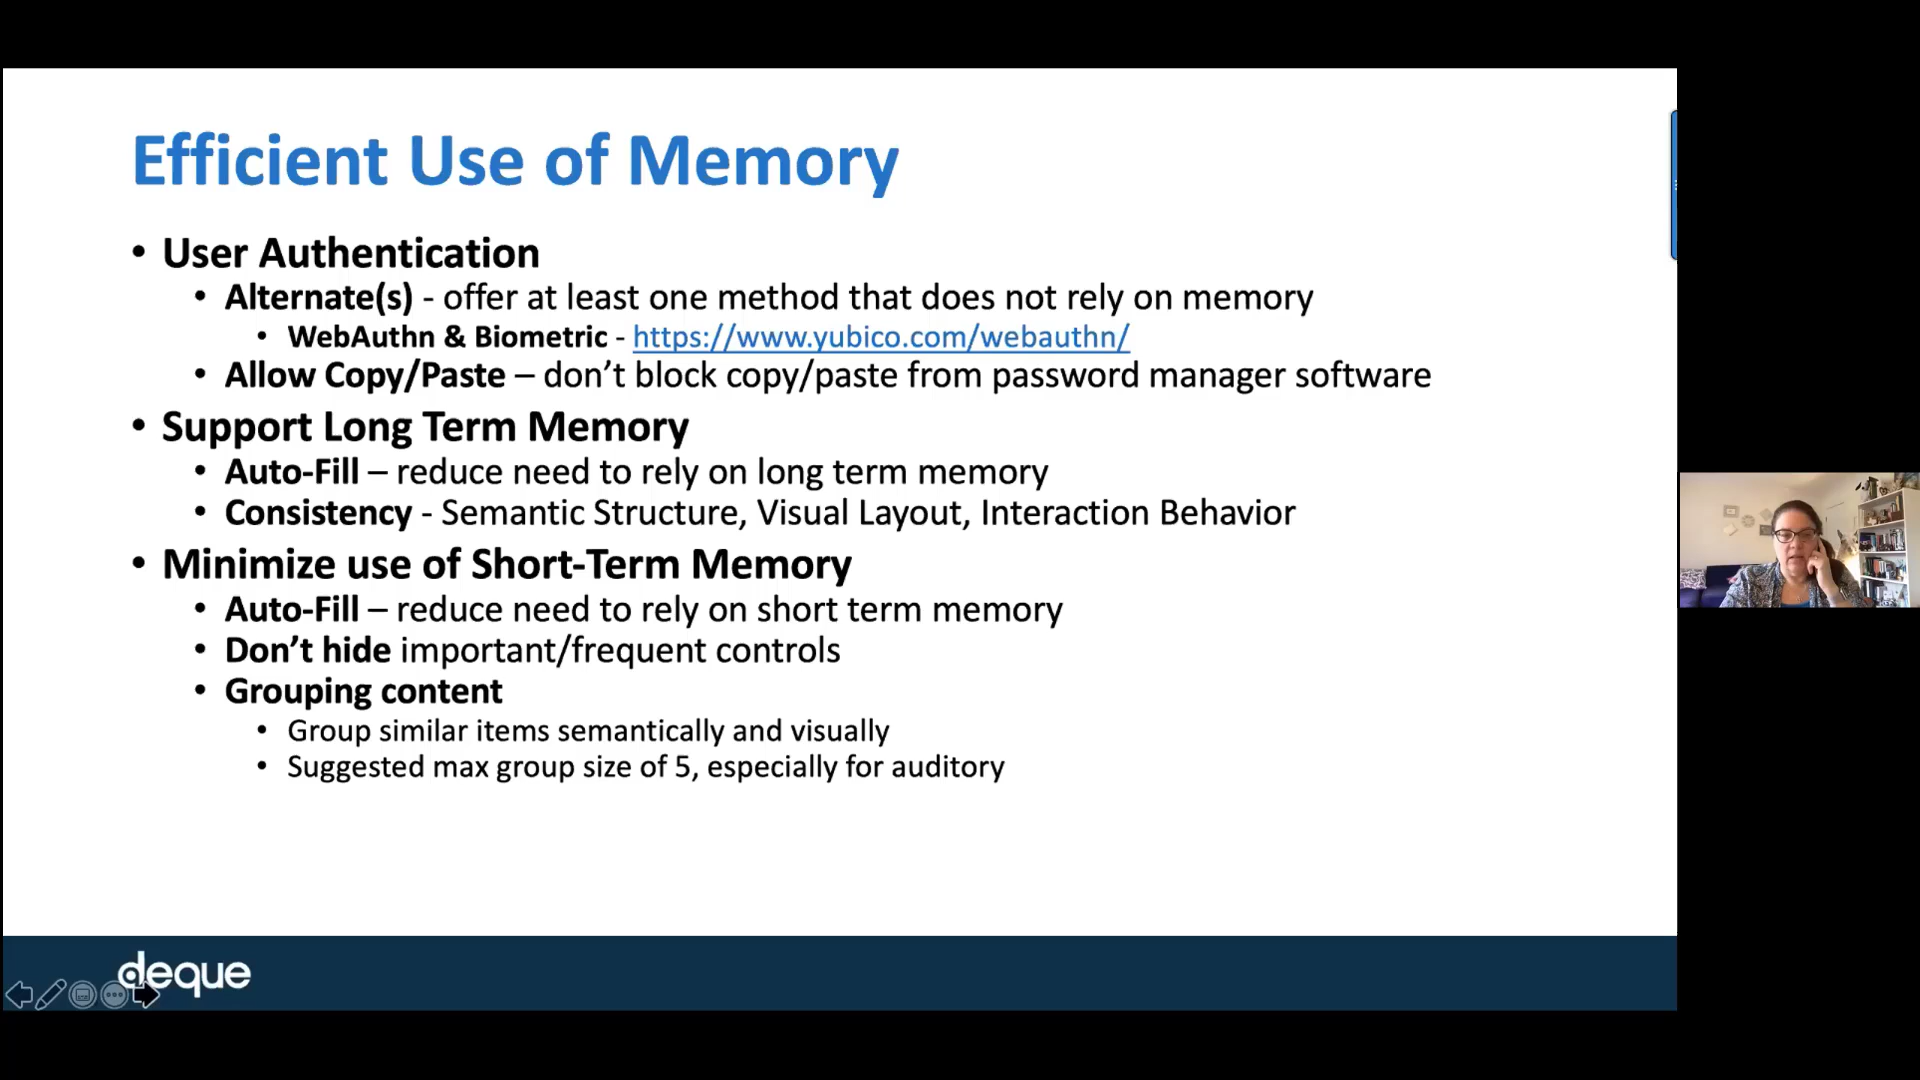 Efficient Use of Memory
• User Authentication
• Alternate(s) - offer at least one method that does not rely on memory
• WebAuthn & Biometric - https://www.yubico.com/webauthn/
• Allow Copy/Paste – don’t block copy/paste from password manager software
• Support Long Term Memory
• Auto-Fill – reduce need to rely on long term memory
• Consistency - Semantic Structure, Visual Layout, Interaction Behavior
• Minimize use of Short-Term Memory
• Auto-Fill – reduce need to rely on short term memory
• Don’t hide important/frequent controls
• Grouping content
• Group similar items semantically and visually
• Suggested max group size of 5, especially for auditory
deque